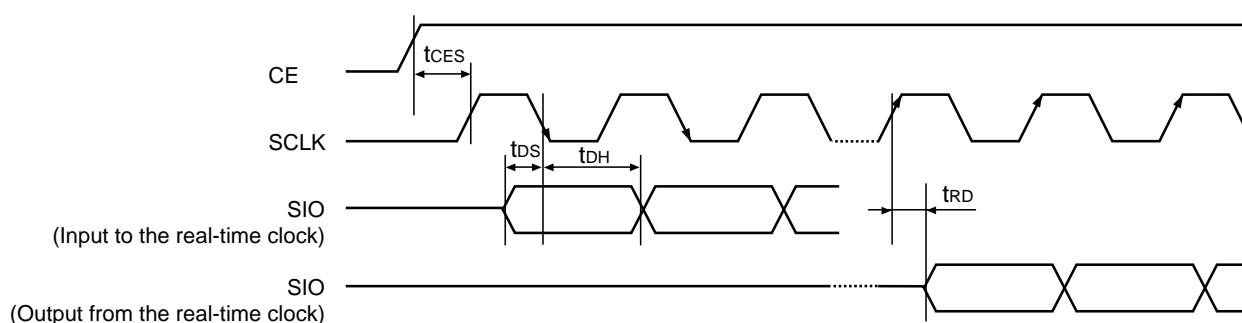 tCES
CE
SCLK
tDS
tDH
SIO
(Input to the real-time clock)
tRD
SIO
(Output from the real-time clock)